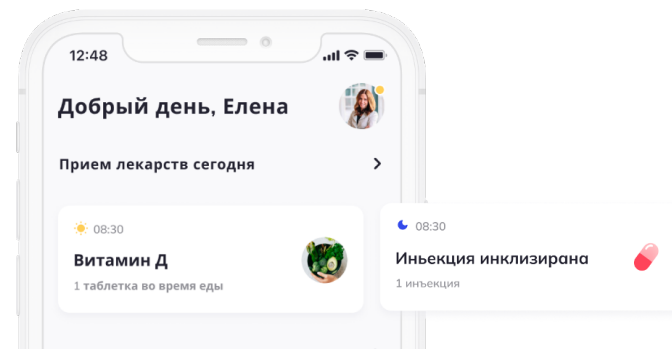 12:48
Добрый день, Елена
Прием лекарств сегодня
08:30
Витамин Д
1 таблетка во время еды
08:30
Иньекция инклизирана
1 инъекция